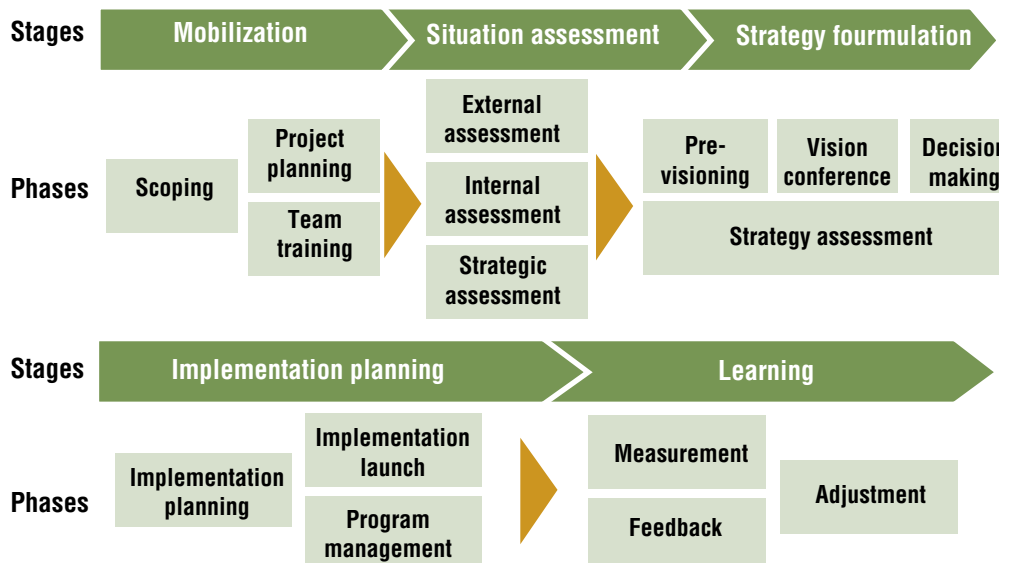 Stages
Mobilization
Situation assessment
Strategy fourmulation
Phases
Scoping
Project
planning
Team
training
External
assessment
Internal
assessment
Strategic
assessment
Pre-
visioning
Vision
conference
Decision
making
Strategy assessment
Stages
Implementation planning
Learning
Phases
Implementation
planning
Implementation
launch
Program
management
Measurement
Feedback
Adjustment